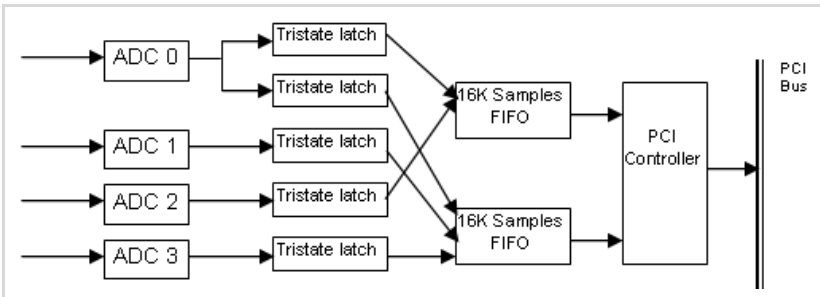 ADC 0
Tristate latch
Tristate latch
ADC 1
Tristate latch
ADC 2
Tristate latch
ADC 3
Tristate latch
16K Samples
FIFO
16K Samples
FIFO
PCI
Controller
PCI
Bus